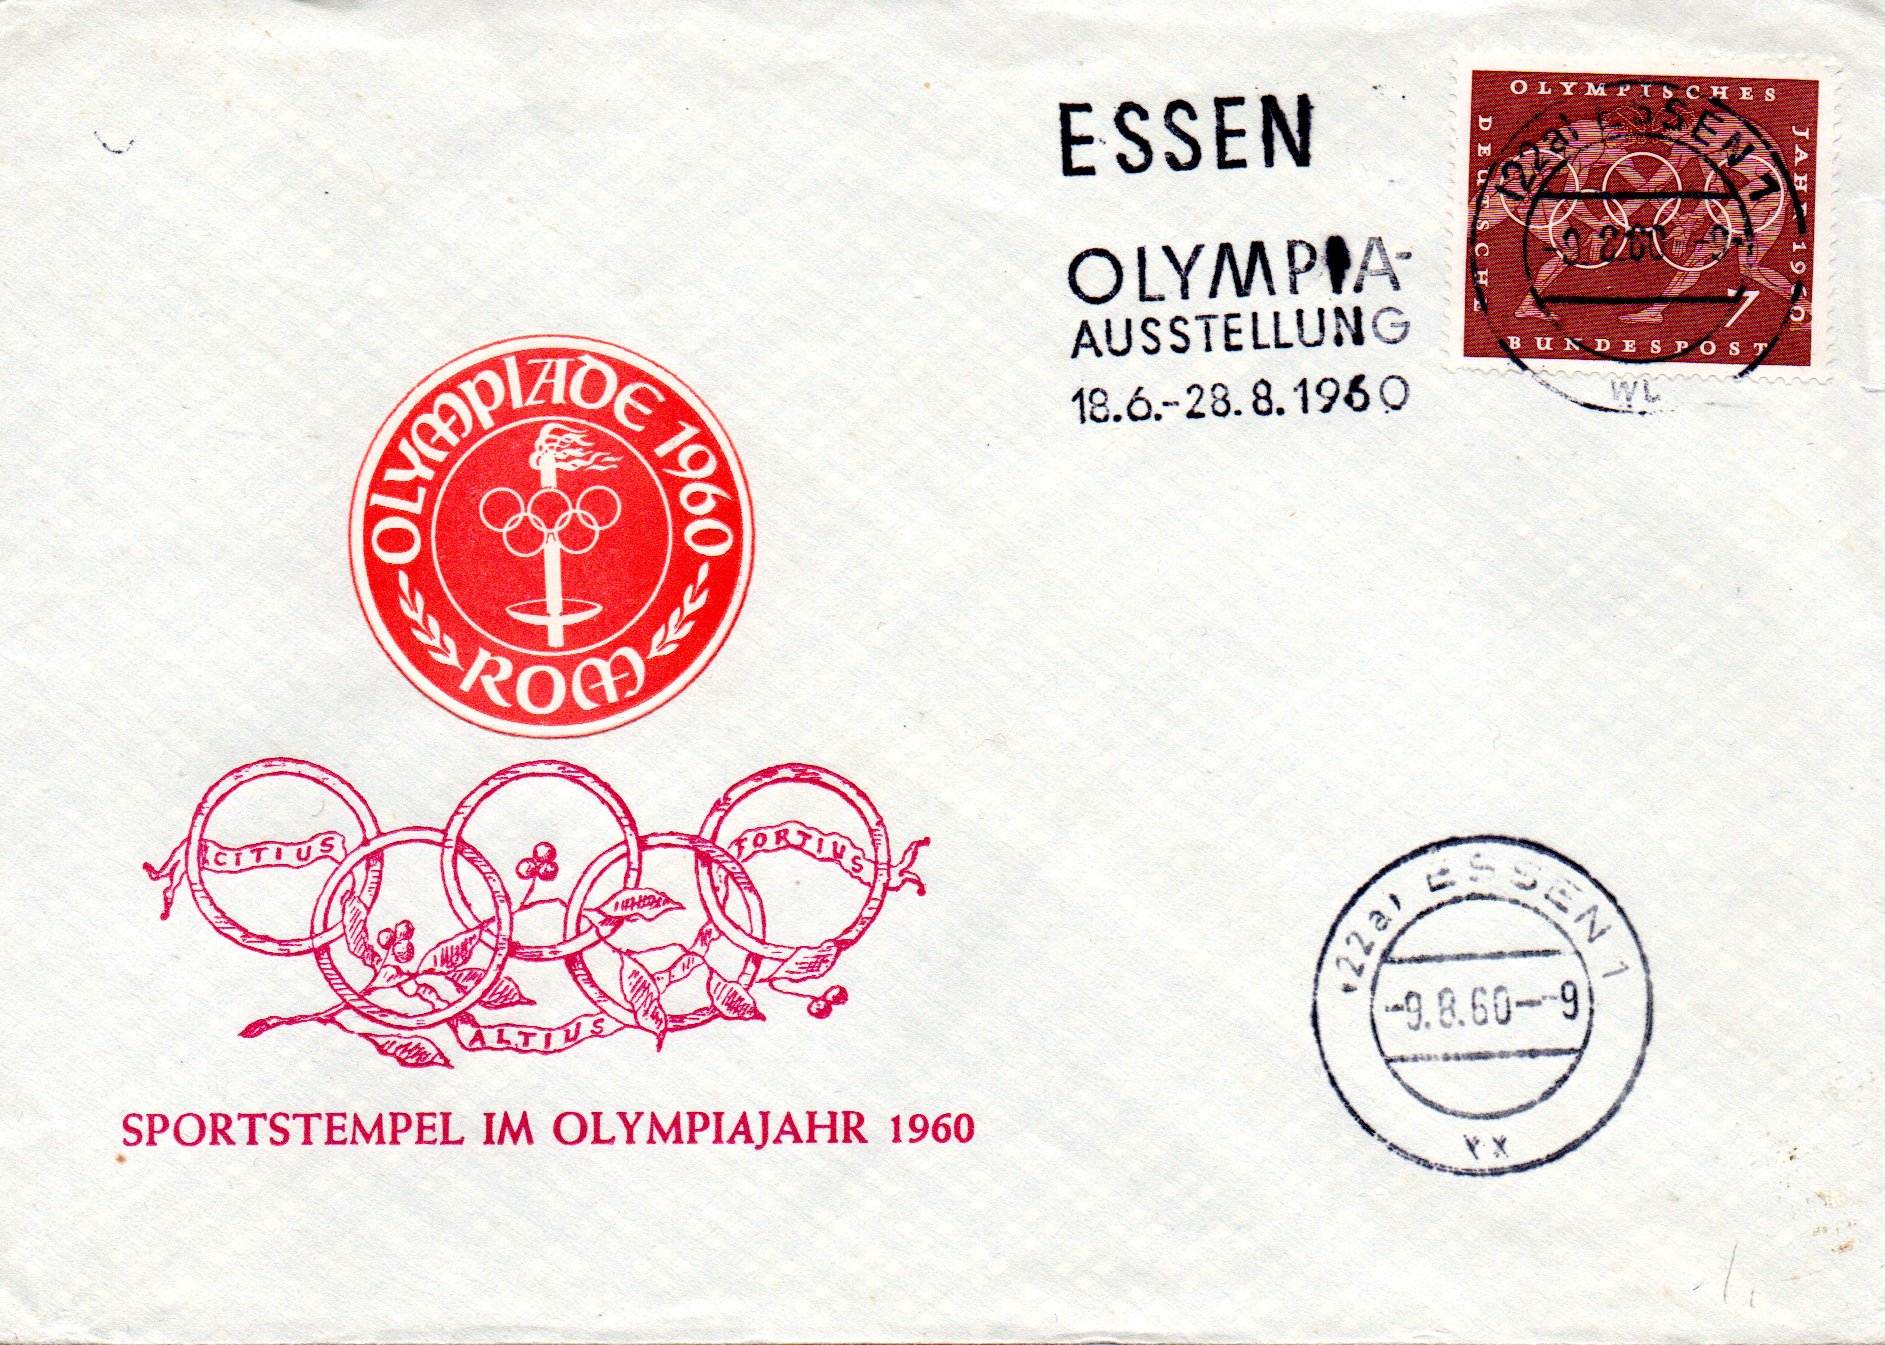 ESSEN
OLYMPIA-
AUSSTELLUNG
18.6.-28.8.1960
OLYMPISCHES
JAHR 1960
DEUTSCHE
BUNDESPOST
7
(22a) ESSEN 1
-9.8.60 -9
WL
OLYMPIADE 1960
ROM
CITIUS
FORTIUS
ALTIUS
SPORTSTEMPEL IM OLYMPIAJAHR 1960
(22a) ESSEN 1
-9.8.60--9